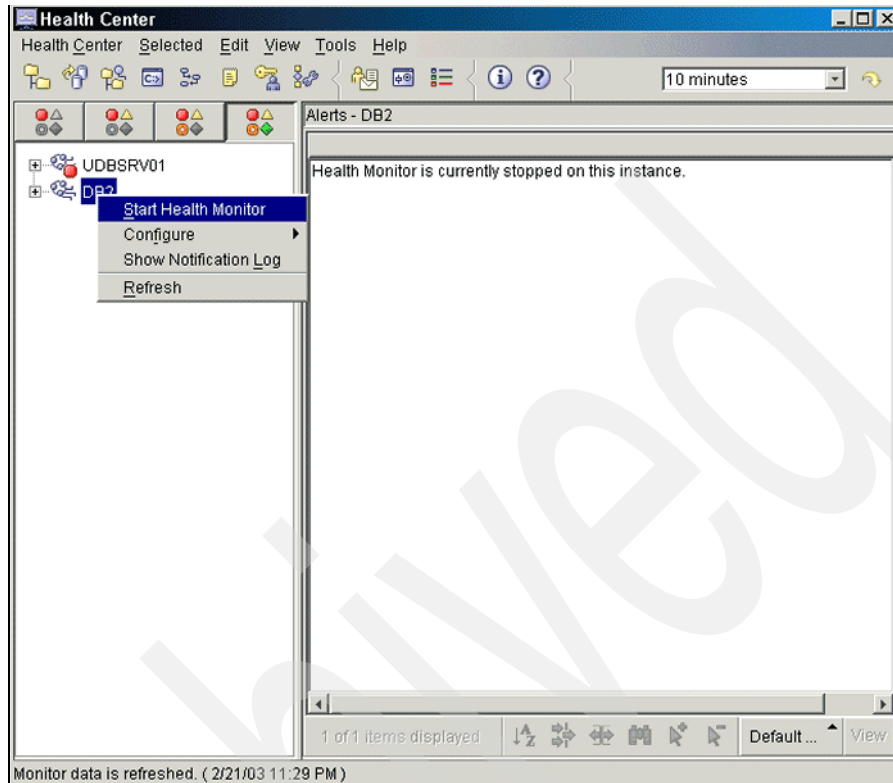 Health Center
Health Center Selected Edit View Tools Help
10 minutes
Alerts - DB2
UDBSRV01
Health Monitor is currently stopped on this instance.
DB2
Start Health Monitor
Configure
Show Notification Log
Refresh
1 of 1 items displayed
Default ...
View
Monitor data is refreshed. ( 2/21/03 11:29 PM )
hived